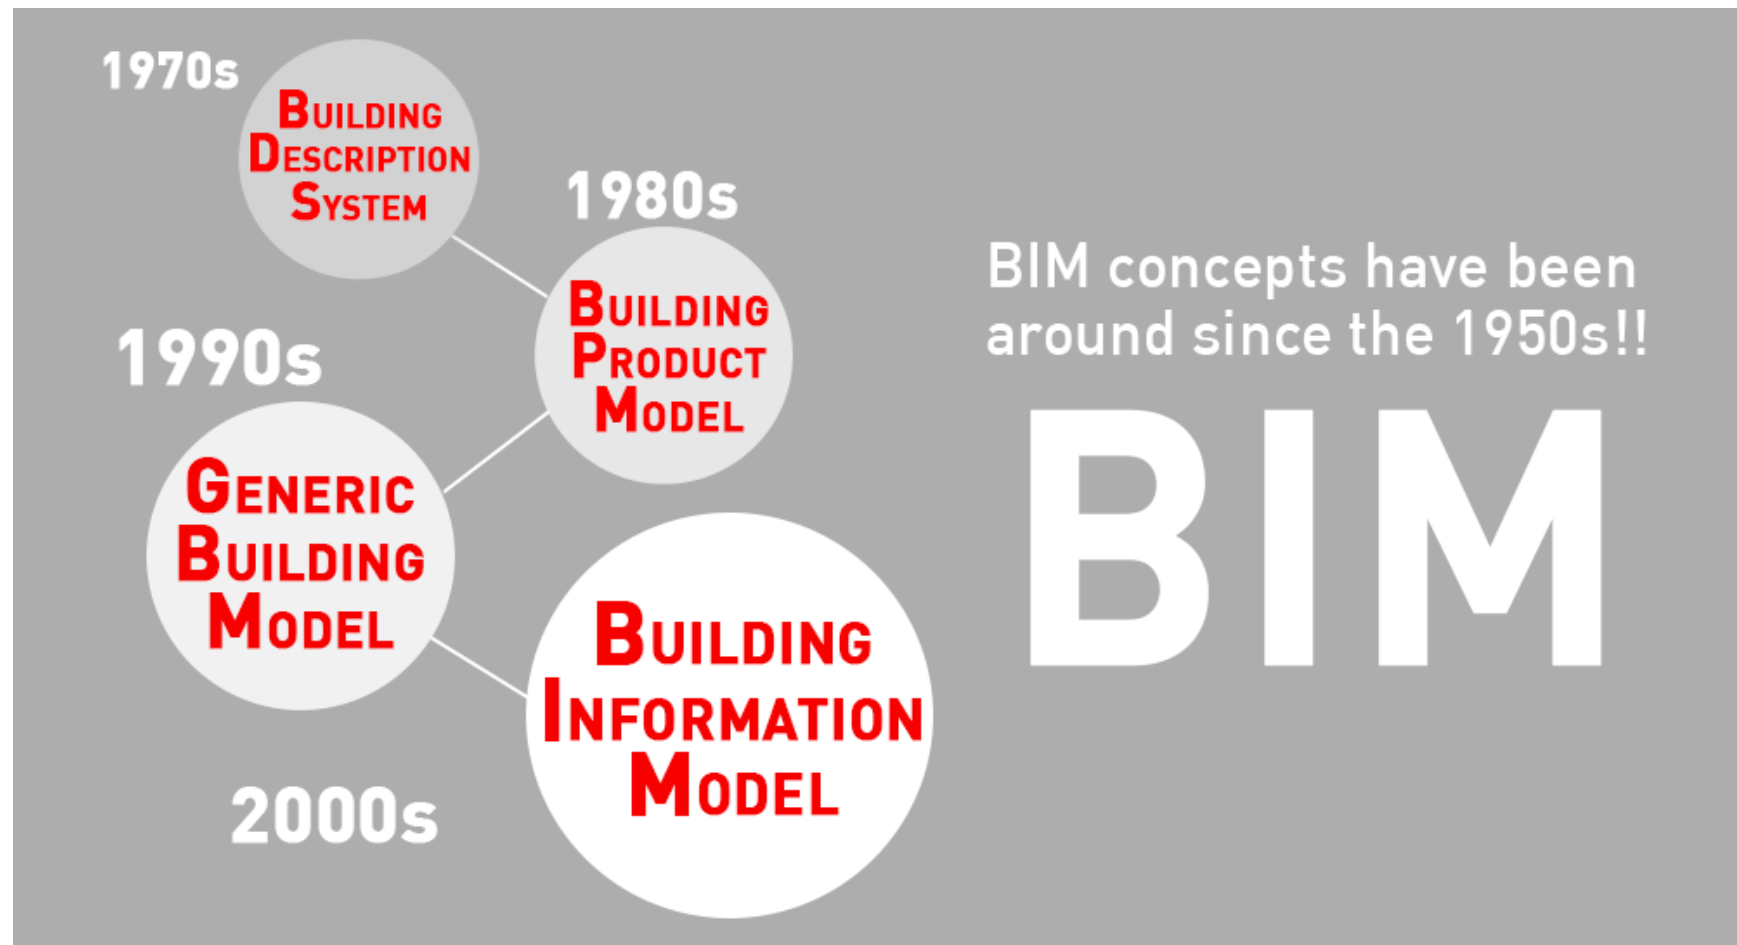 1970s
BUILDING
DESCRIPTION
SYSTEM
1980s
BUILDING
PRODUCT
MODEL
1990s
GENERIC
BUILDING
MODEL
2000s
BUILDING
INFORMATION
MODEL
BIM concepts have been
around since the 1950s!!
BIM